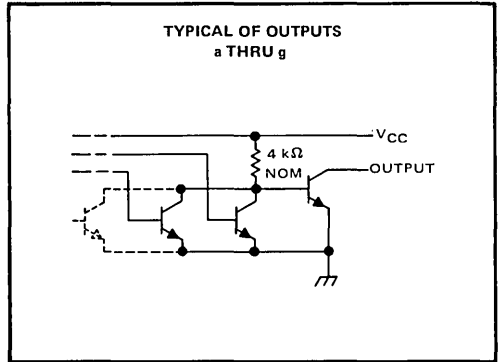 TYPICAL OF OUTPUTS
a THRU g
VCC
4 kΩ
NOM
OUTPUT